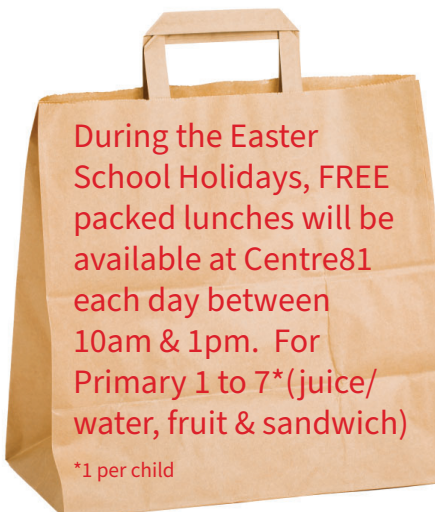 During the Easter
School Holidays, FREE
packed lunches will be
available at Centre81
each day between
10am & 1pm.  For
Primary 1 to 7*(juice/
water, fruit & sandwich)
*1 per child